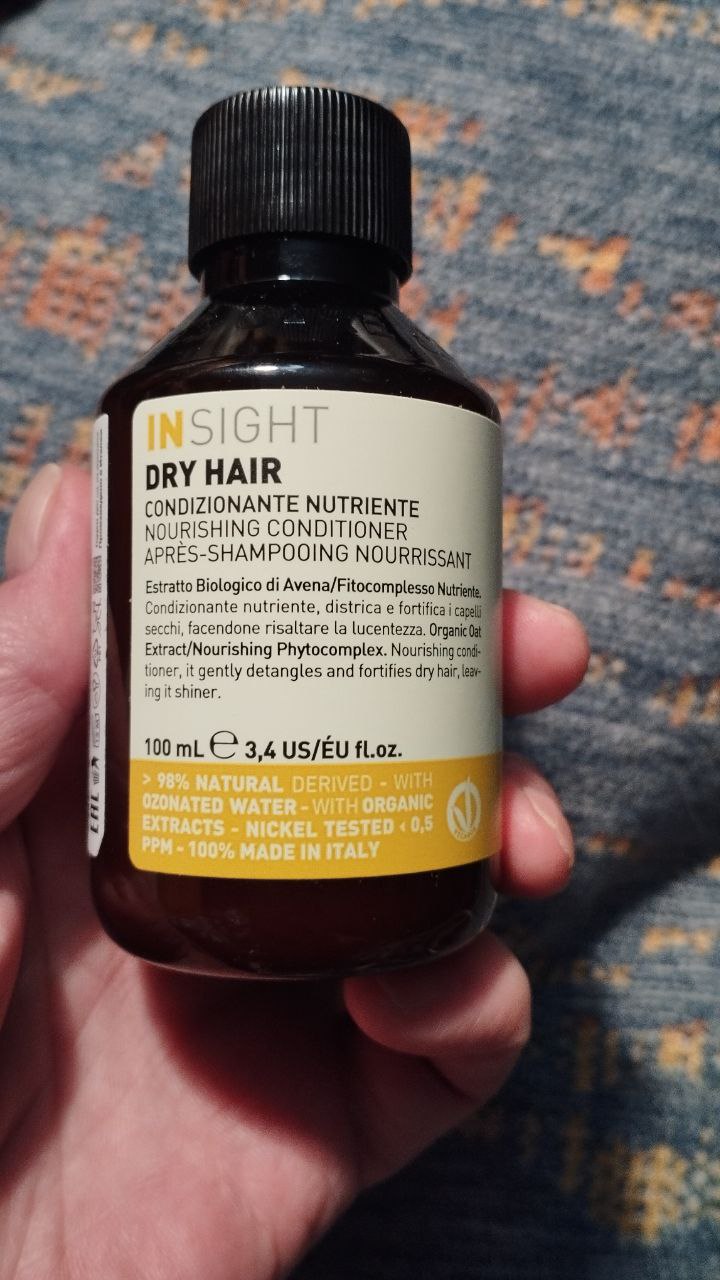 INSIGHT
DRY HAIR
CONDIZIONANTE NUTRIENTE
NOURISHING CONDITIONER
APRÈS-SHAMPOOING NOURRISSANT
Estratto Biologico di Avena/Fitocomplesso Nutriente.
Condizionante nutriente, districa e fortifica i capelli
secchi, facendone risaltare la lucentezza. Organic Oat
Extract/Nourishing Phytocomplex. Nourishing condi-
tioner, it gently detangles and fortifies dry hair, leav-
ing it shiner.
100 mL ℮ 3,4 US/ÉU fl.oz.
> 98% NATURAL DERIVED - WITH
OZONATED WATER - WITH ORGANIC
EXTRACTS - NICKEL TESTED < 0,5
PPM - 100% MADE IN ITALY
EAC